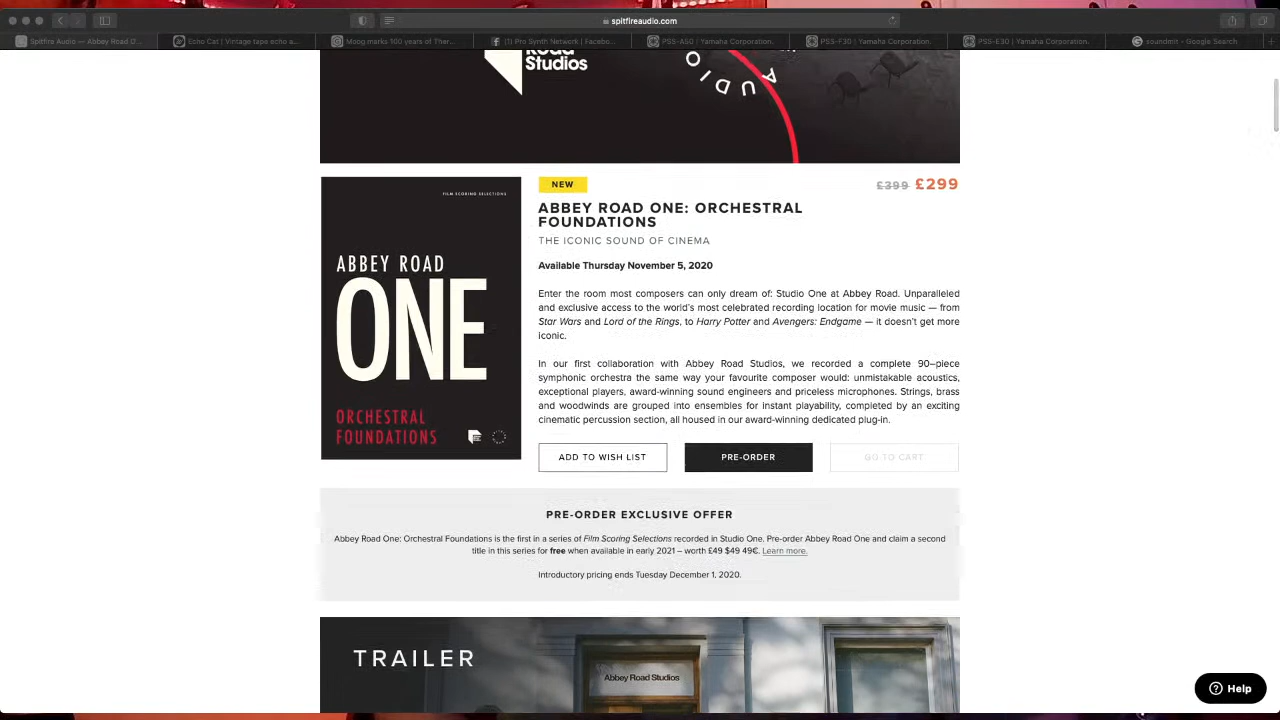 spitfireaudio.com
Spitfire Audio — Abbey Road O...
Echo Cat | Vintage tape echo a...
Moog marks 100 years of Ther...
(1) Pro Synth Network | Facebo...
PSS-A50 | Yamaha Corporation.
PSS-F30 | Yamaha Corporation.
PSS-E30 | Yamaha Corporation.
Road
Studios
AUDIO
FILM SCORING SELECTIONS
ABBEY ROAD
ONE
ORCHESTRAL
FOUNDATIONS
NEW
£399 £299
ABBEY ROAD ONE: ORCHESTRAL
FOUNDATIONS
THE ICONIC SOUND OF CINEMA
Available Thursday November 5, 2020
Enter the room most composers can only dream of: Studio One at Abbey Road. Unparalleled
and exclusive access to the world's most celebrated recording location for movie music — from
Star Wars and Lord of the Rings, to Harry Potter and Avengers: Endgame — it doesn't get more
iconic.
In our first collaboration with Abbey Road Studios, we recorded a complete 90–piece
symphonic orchestra the same way your favourite composer would: unmistakable acoustics,
exceptional players, award-winning sound engineers and priceless microphones. Strings, brass
and woodwinds are grouped into ensembles for instant playability, completed by an exciting
cinematic percussion section, all housed in our award-winning dedicated plug-in.
ADD TO WISH LIST
PRE-ORDER
GO TO CART
PRE-ORDER EXCLUSIVE OFFER
Abbey Road One: Orchestral Foundations is the first in a series of Film Scoring Selections recorded in Studio One. Pre-order Abbey Road One and claim a second
title in this series for free when available in early 2021 – worth £49 $49 49€. Learn more.
Introductory pricing ends Tuesday December 1, 2020.
TRAILER
Abbey Road Studios
Help